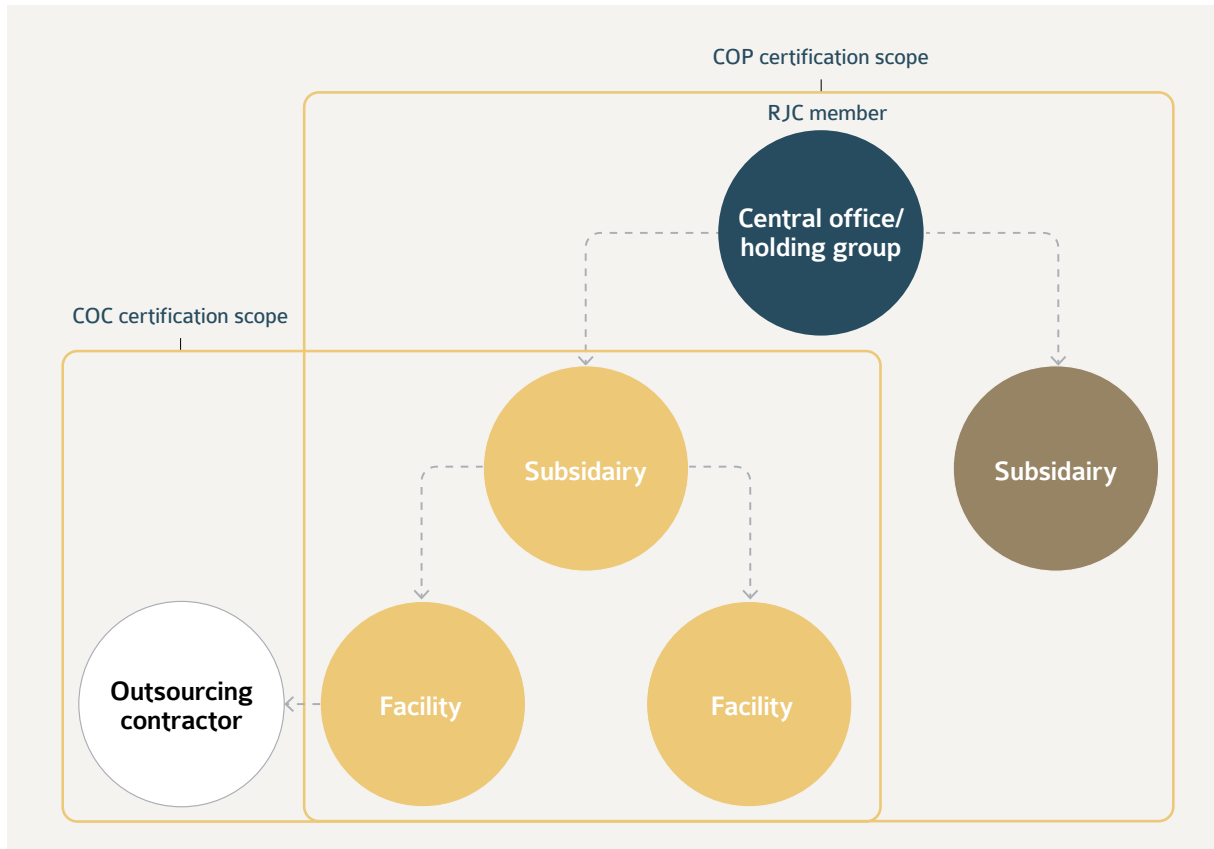 COP certification scope
RJC member
Central office/
holding group
COC certification scope
Subsidairy
Subsidairy
Outsourcing
contractor
Facility
Facility